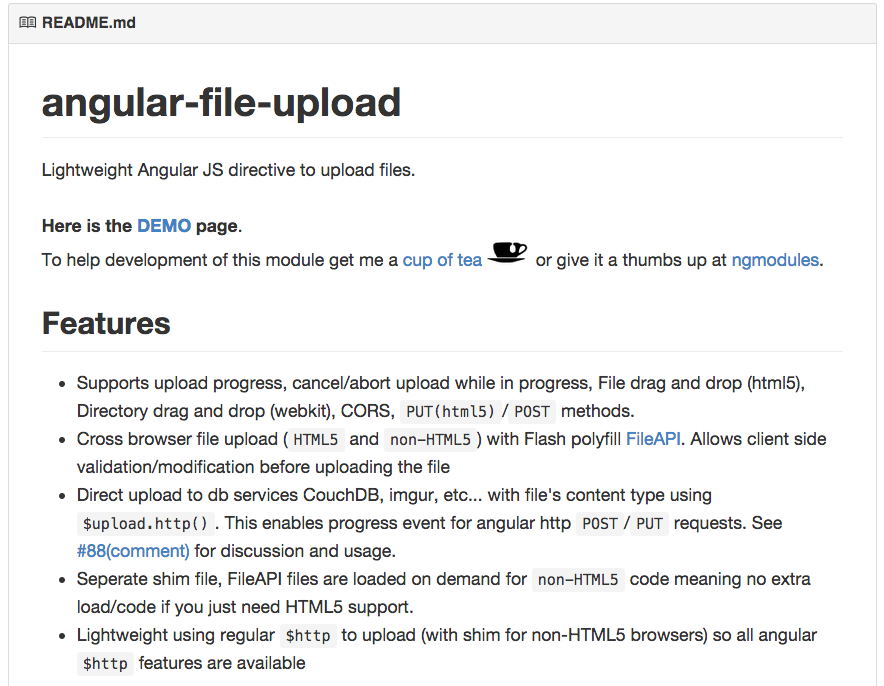 README.md
angular-file-upload
Lightweight Angular JS directive to upload files.
Here is the DEMO page.
To help development of this module get me a cup of tea or give it a thumbs up at ngmodules.
Features
• Supports upload progress, cancel/abort upload while in progress, File drag and drop (html5),
Directory drag and drop (webkit), CORS, PUT(html5) / POST methods.
• Cross browser file upload ( HTML5 and non-HTML5 ) with Flash polyfill FileAPI. Allows client side
validation/modification before uploading the file
• Direct upload to db services CouchDB, imgur, etc... with file's content type using
$upload.http() . This enables progress event for angular http POST / PUT requests. See
#88(comment) for discussion and usage.
• Seperate shim file, FileAPI files are loaded on demand for non-HTML5 code meaning no extra
load/code if you just need HTML5 support.
• Lightweight using regular $http to upload (with shim for non-HTML5 browsers) so all angular
$http features are available